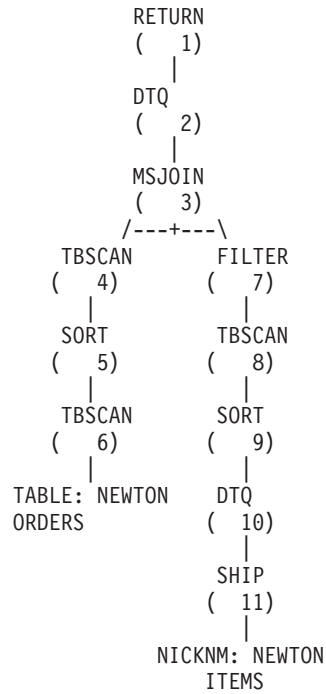 RETURN
( 1)
|
DTQ
( 2)
|
MSJOIN
( 3)
/---+---\
TBSCAN FILTER
( 4) ( 7)
| |
SORT TBSCAN
( 5) ( 8)
| |
TBSCAN SORT
( 6) ( 9)
| |
TABLE: NEWTON DTQ
ORDERS ( 10)
|
SHIP
( 11)
|
NICKNM: NEWTON
ITEMS